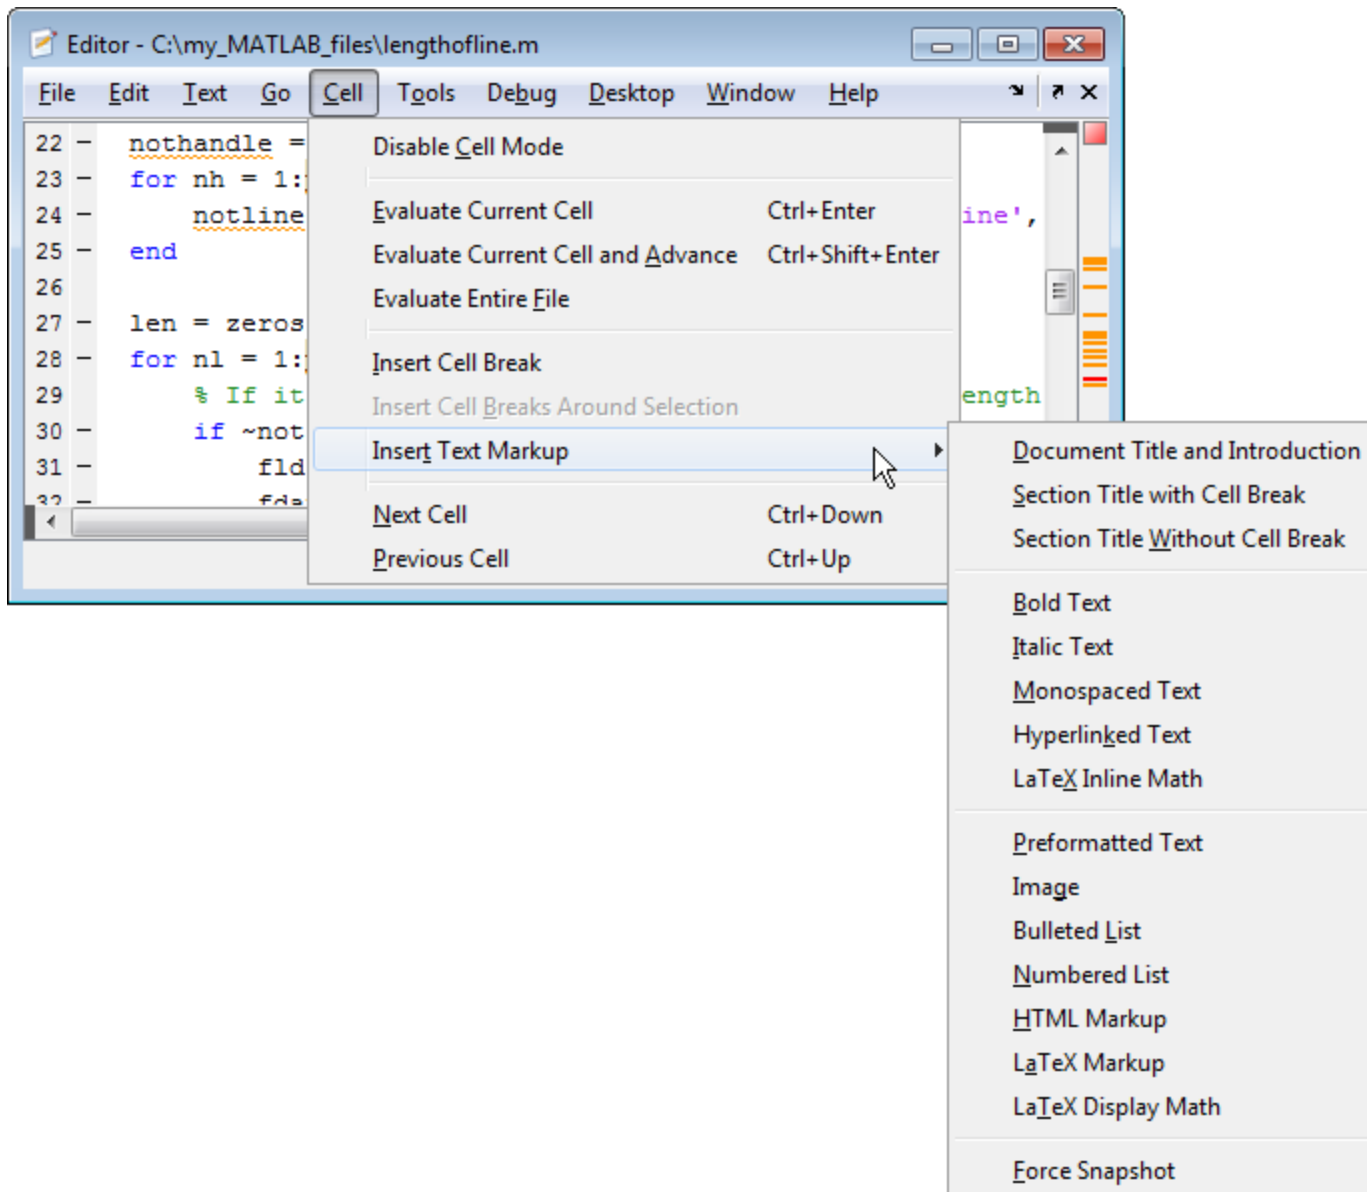 Editor - C:\my_MATLAB_files\lengthofline.m
File Edit Text Go Cell Tools Debug Desktop Window Help
22 — nothandle =
23 — for nh = 1:
24 — notline ine',
25 — end
26
27 — len = zeros
28 — for nl = 1:
29 % If it ength
30 — if ~not
31 — fld
32 — fda
Disable Cell Mode
Evaluate Current Cell Ctrl+Enter
Evaluate Current Cell and Advance Ctrl+Shift+Enter
Evaluate Entire File
Insert Cell Break
Insert Cell Breaks Around Selection
Insert Text Markup
Next Cell Ctrl+Down
Previous Cell Ctrl+Up
Document Title and Introduction
Section Title with Cell Break
Section Title Without Cell Break
Bold Text
Italic Text
Monospaced Text
Hyperlinked Text
LaTeX Inline Math
Preformatted Text
Image
Bulleted List
Numbered List
HTML Markup
LaTeX Markup
LaTeX Display Math
Force Snapshot